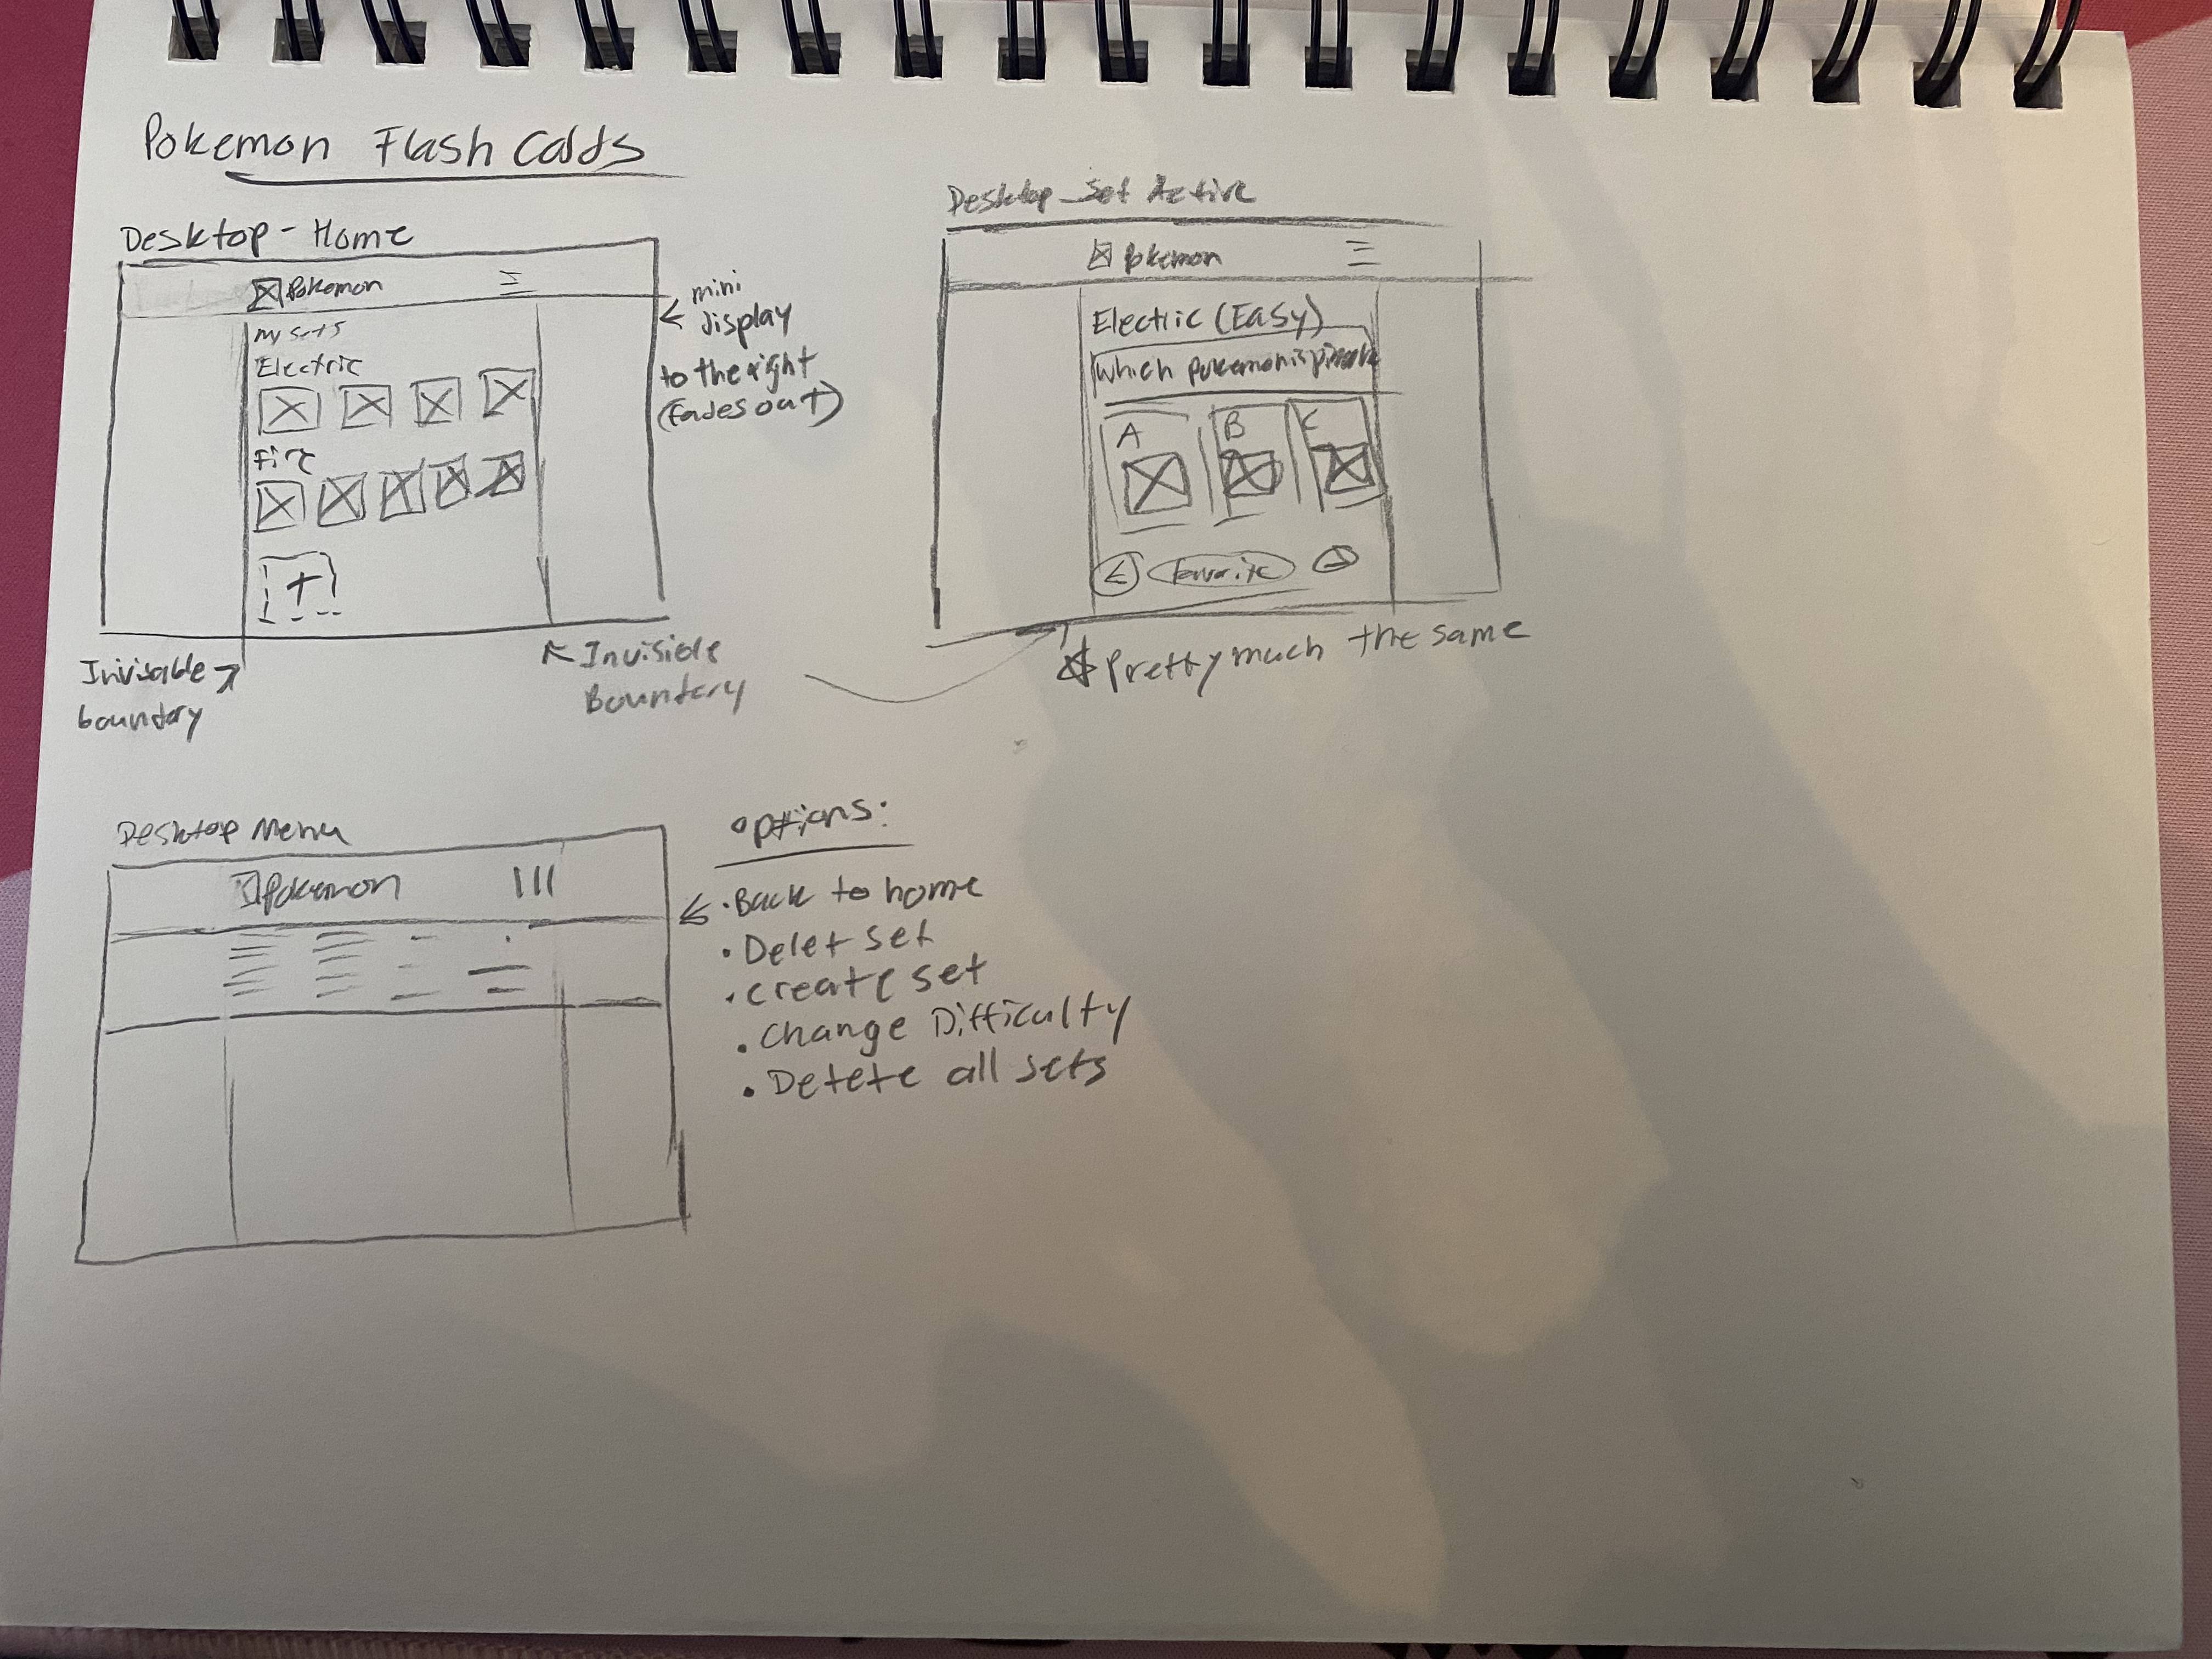 Pokemon Flash Cards
Desktop - Home
Pokemon
my sets
Electric
Fire
+
← mini
display
to the right
(fades out)
Invisable
boundary
Invisible
Boundary
Desktop - Set Active
Pokemon
Electric (Easy)
Which pokemon is
A B C
← Favorite →
Pretty much the same
Desktop Menu
Pokemon
options:
• Back to home
• Delet set
• create set
• Change Difficulty
• Detete all sets